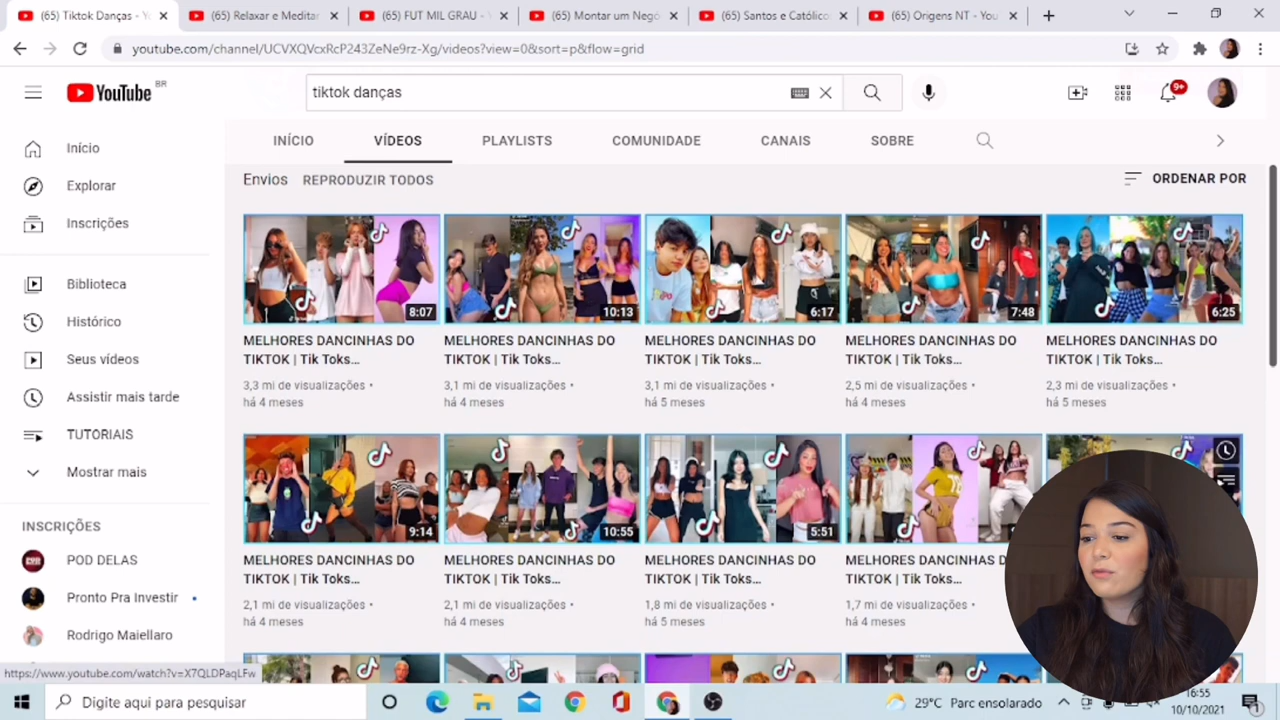 (65) Tiktok Danças - Yo
(65) Relaxar e Meditar
(65) FUT MIL GRAU - Y
(65) Montar um Negó
(65) Santos e Católico
(65) Origens NT - You
youtube.com/channel/UCVXQVcxRcP243ZeNe9rz-Xg/videos?view=0&sort=p&flow=grid
YouTube BR
tiktok danças
9+
INÍCIO
VÍDEOS
PLAYLISTS
COMUNIDADE
CANAIS
SOBRE
Início
Explorar
Inscrições
Biblioteca
Histórico
Seus vídeos
Assistir mais tarde
TUTORIAIS
Mostrar mais
INSCRIÇÕES
POD DELAS
Pronto Pra Investir
Rodrigo Maiellaro
Envios
REPRODUZIR TODOS
ORDENAR POR
8:07
MELHORES DANCINHAS DO
TIKTOK | Tik Toks...
3,3 mi de visualizações •
há 4 meses
10:13
MELHORES DANCINHAS DO
TIKTOK | Tik Toks...
3,1 mi de visualizações •
há 4 meses
6:17
MELHORES DANCINHAS DO
TIKTOK | Tik Toks...
3,1 mi de visualizações •
há 5 meses
7:48
MELHORES DANCINHAS DO
TIKTOK | Tik Toks...
2,5 mi de visualizações •
há 4 meses
6:25
MELHORES DANCINHAS DO
TIKTOK | Tik Toks...
2,3 mi de visualizações •
há 5 meses
9:14
MELHORES DANCINHAS DO
TIKTOK | Tik Toks...
2,1 mi de visualizações •
há 4 meses
10:55
MELHORES DANCINHAS DO
TIKTOK | Tik Toks...
2,1 mi de visualizações •
há 4 meses
5:51
MELHORES DANCINHAS DO
TIKTOK | Tik Toks...
1,8 mi de visualizações •
há 5 meses
MELHORES DANCINHAS D
TIKTOK | Tik Toks...
1,7 mi de visualizações •
há 4 meses
https://www.youtube.com/watch?v=X7QLDPaqLFw
Digite aqui para pesquisar
29°C Parc ensolarado
16:55
10/10/2021
1